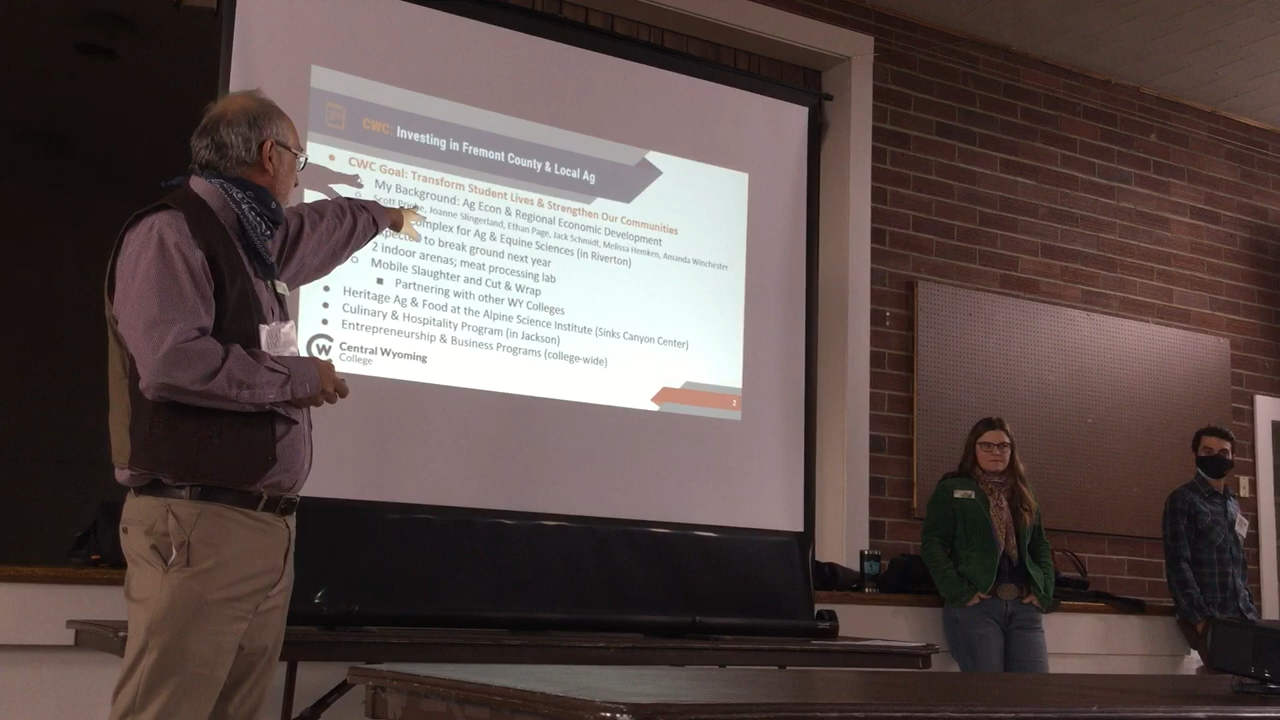 CWC: Investing in Fremont County & Local Ag
CWC Goal: Transform Student Lives & Strengthen Our Communities
My Background: Ag Econ & Regional Economic Development
Scott Joanne Slingerland, Ethan Page, Jack Schmidt, Melissa Hemken, Amanda Winchester
Complex for Ag & Equine Sciences (in Riverton)
to break ground next year
2 indoor arenas; meat processing lab
Mobile Slaughter and Cut & Wrap
Partnering with other WY Colleges
Heritage Ag & Food at the Alpine Science Institute (Sinks Canyon Center)
Culinary & Hospitality Program (in Jackson)
Entrepreneurship & Business Programs (college-wide)
CW Central Wyoming
College
2